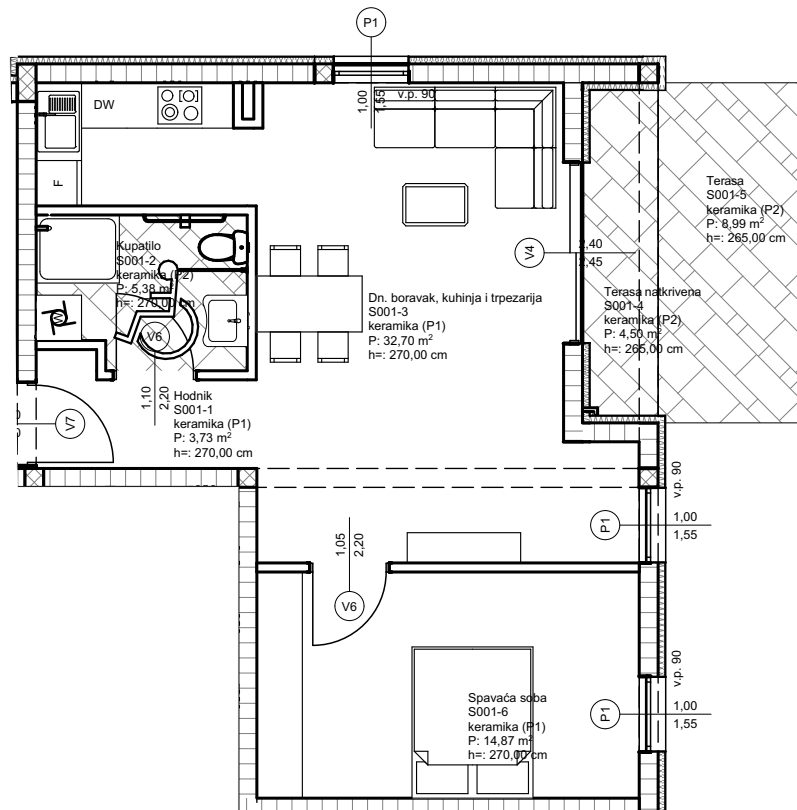 P1
1,00
1,55
v.p. 90
DW
F
Kupatilo
S001-2
keramika (P2)
P: 5,38 m²
h=: 270,00 cm
W
V6
1,10
2,20
Dn. boravak, kuhinja i trpezarija
S001-3
keramika (P1)
P: 32,70 m²
h=: 270,00 cm
V4
2,40
2,45
Terasa
S001-5
keramika (P2)
P: 8,99 m²
h=: 265,00 cm
Terasa natkrivena
S001-4
keramika (P2)
P: 4,50 m²
h=: 265,00 cm
Hodnik
S001-1
keramika (P1)
P: 3,73 m²
h=: 270,00 cm
V7
v.p. 90
P1
1,00
1,55
1,05
2,20
V6
v.p. 90
P1
1,00
1,55
Spavaća soba
S001-6
keramika (P1)
P: 14,87 m²
h=: 270,00 cm